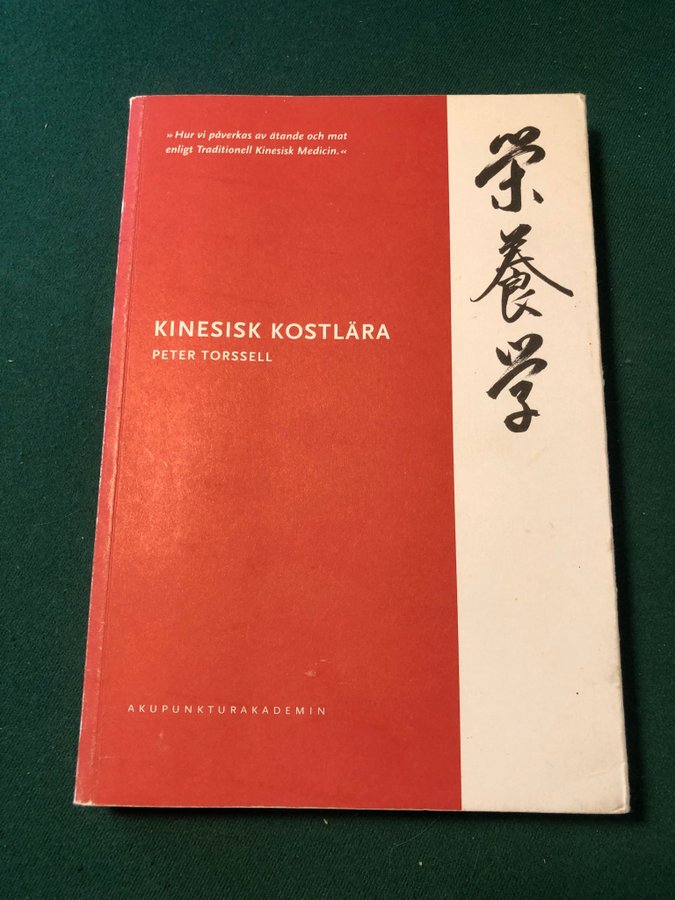 »Hur vi påverkas av ätande och mat
enligt Traditionell Kinesisk Medicin.«
KINESISK KOSTLÄRA
PETER TORSSELL
AKUPUNKTURAKADEMIN
栄養学